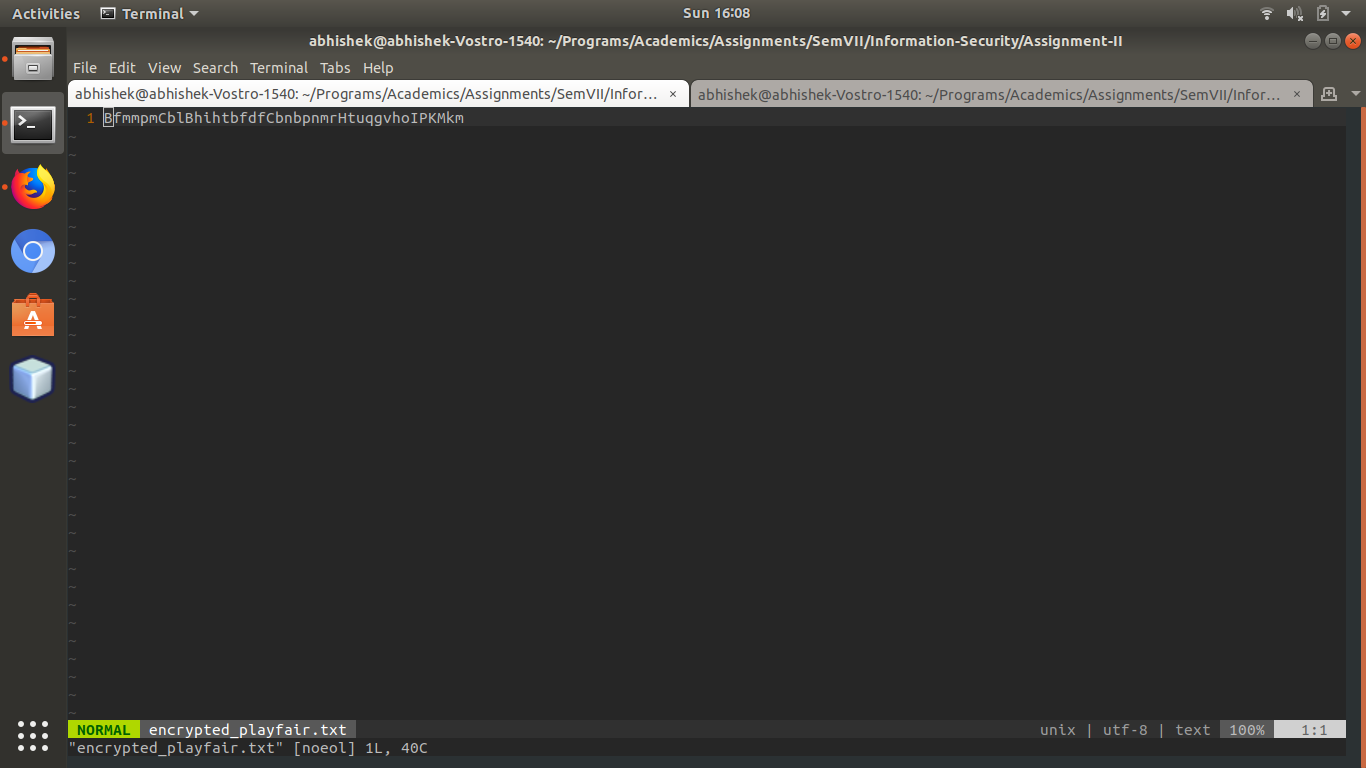 Activities Terminal Sun 16:08
abhishek@abhishek-Vostro-1540: ~/Programs/Academics/Assignments/SemVII/Information-Security/Assignment-II
File Edit View Search Terminal Tabs Help
abhishek@abhishek-Vostro-1540: ~/Programs/Academics/Assignments/SemVII/Infor… × abhishek@abhishek-Vostro-1540: ~/Programs/Academics/Assignments/SemVII/Infor… ×
1 BfmmpmCblBhihtbfdfCbnbpnmrHtuqgvhoIPKMkm
NORMAL encrypted_playfair.txt unix | utf-8 | text 100% 1:1
"encrypted_playfair.txt" [noeol] 1L, 40C